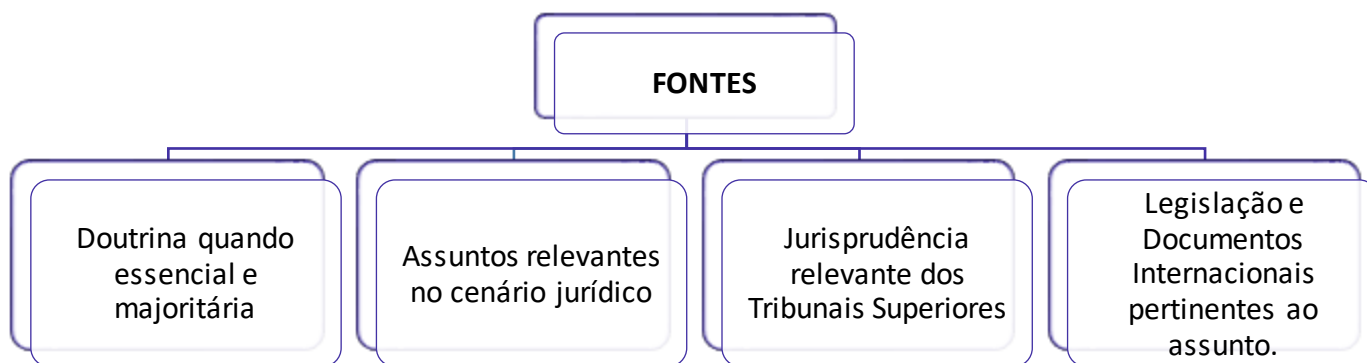 FONTES
Doutrina quando
essencial e
majoritária
Assuntos relevantes
no cenário jurídico
Jurisprudência
relevante dos
Tribunais Superiores
Legislação e
Documentos
Internacionais
pertinentes ao
assunto.